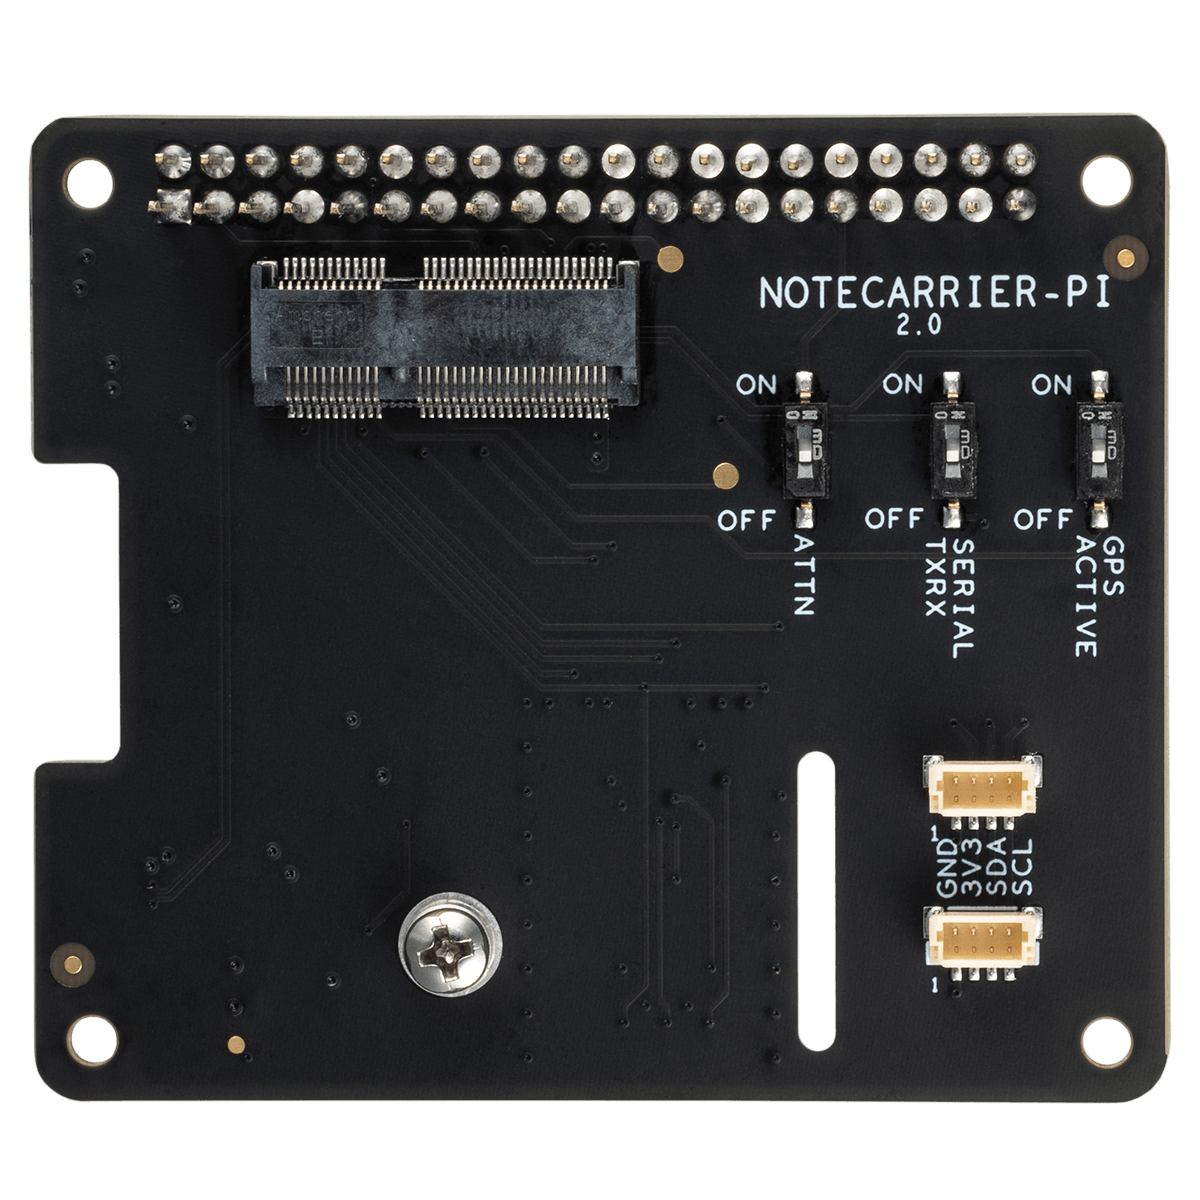 NOTECARRIER-PI
2.0
ON
ON
ON
OFF
OFF
OFF
ATTN
SERIAL
TXRX
GPS
ACTIVE
1
GND
3V3
SDA
SCL
1